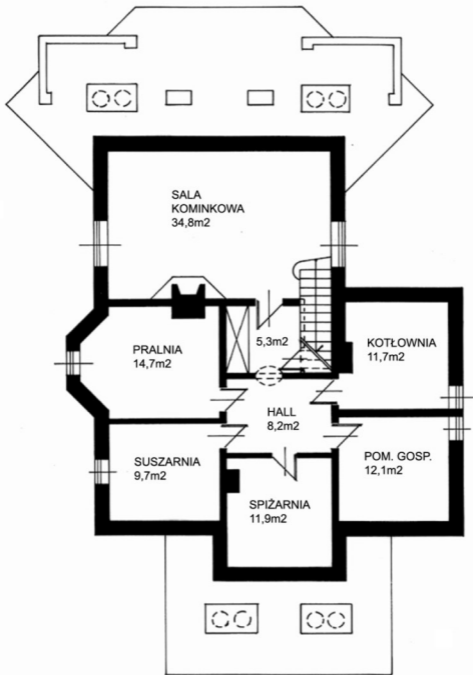 SALA
KOMINKOWA
34,8m2
PRALNIA
14,7m2
5,3m2
KOTŁOWNIA
11,7m2
HALL
8,2m2
SUSZARNIA
9,7m2
POM. GOSP.
12,1m2
SPIŻARNIA
11,9m2